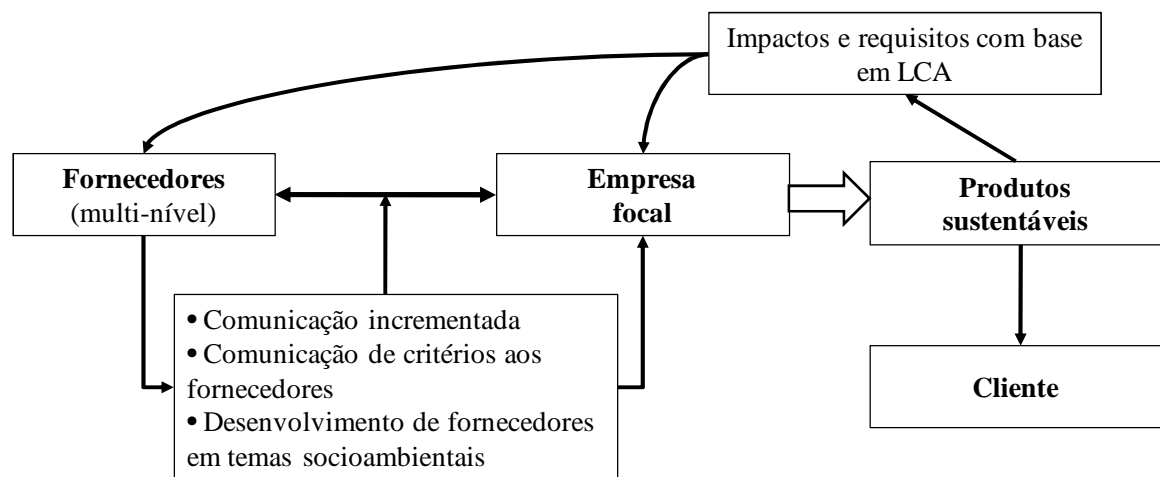 Impactos e requisitos com base
em LCA
Fornecedores
(multi-nível)
Empresa
focal
Produtos
sustentáveis
• Comunicação incrementada
• Comunicação de critérios aos
fornecedores
• Desenvolvimento de fornecedores
em temas socioambientais
Cliente